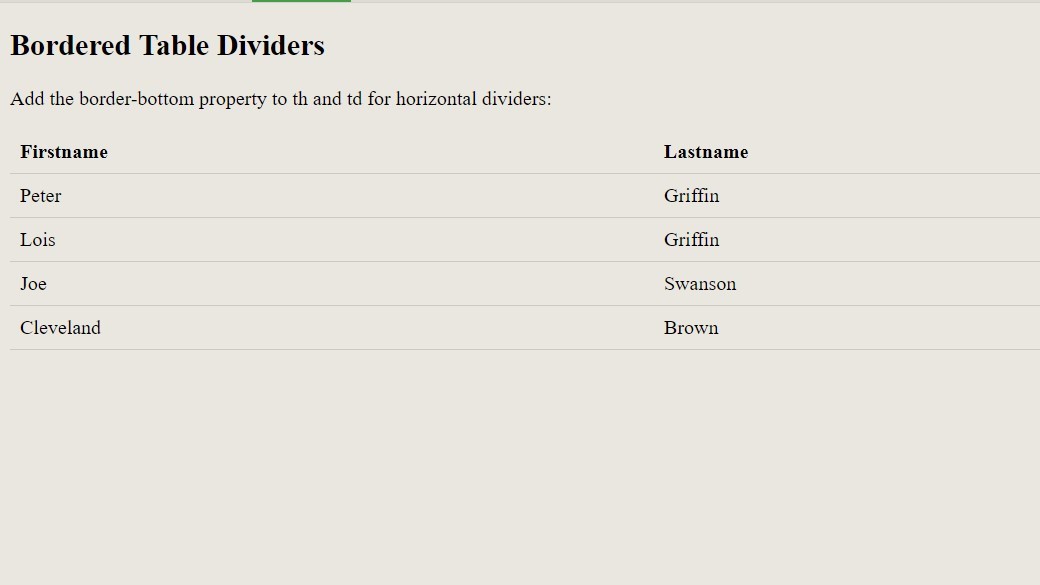 Bordered Table Dividers
Add the border-bottom property to th and td for horizontal dividers:
Firstname Lastname
Peter Griffin
Lois Griffin
Joe Swanson
Cleveland Brown